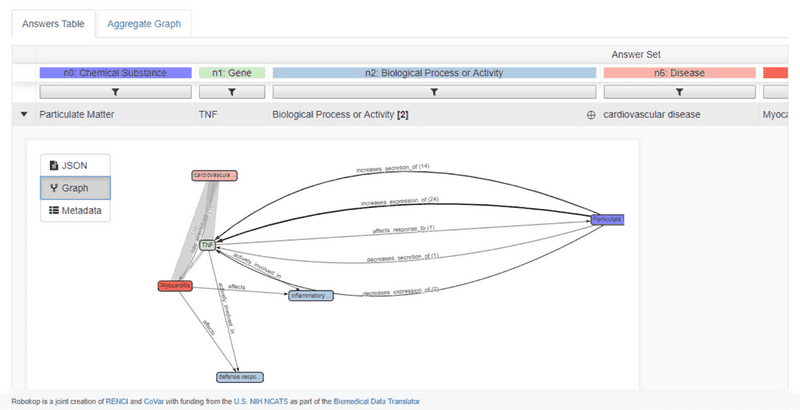 Answers Table
Aggregate Graph
Answer Set
n0: Chemical Substance
n1: Gene
n2: Biological Process or Activity
n6: Disease
Particulate Matter
TNF
Biological Process or Activity [2]
cardiovascular disease
Myoca
JSON
Graph
Metadata
cardiovascula...
increases_secretion_of (14)
increases_expression_of (24)
Particulate
affects_response_to (1)
TNF
decreases_secretion_of (1)
actively_involved_in
Myocarditis
affects
inflammatory...
decreases_expression_of (7)
actively_involved_in
affects
defense respo...
Robokop is a joint creation of RENCI and CoVar with funding from the U.S. NIH NCATS as part of the Biomedical Data Translator